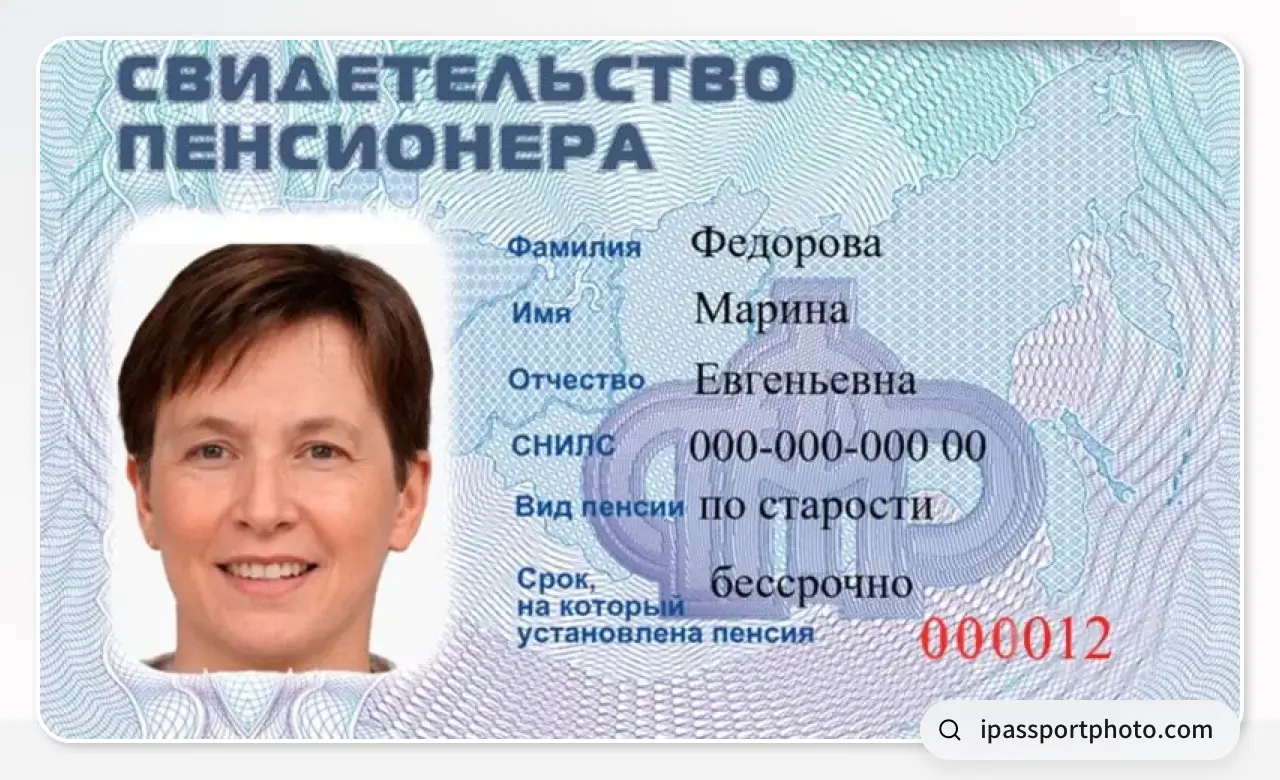 СВИДЕТЕЛЬСТВО
ПЕНСИОНЕРА
Фамилия Федорова
Имя Марина
Отчество Евгеньевна
СНИЛС 000-000-000 00
Вид пенсии по старости
Срок,
на который бессрочно
установлена пенсия
000012
ipassportphoto.com